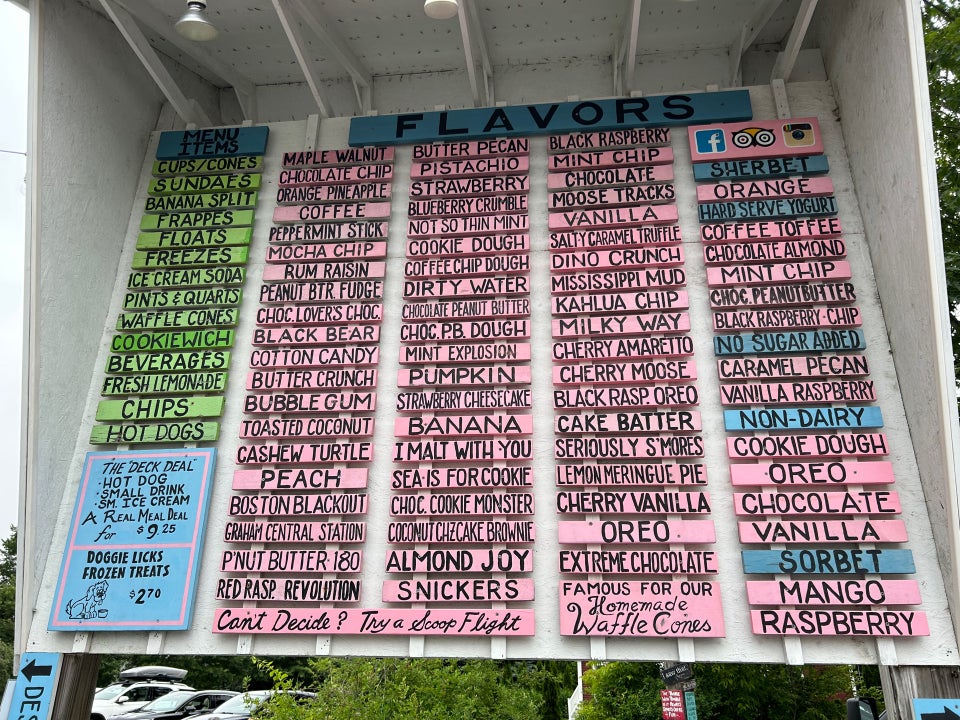 FLAVORS
MENU
ITEMS
CUPS/CONES
SUNDAES
BANANA SPLIT
FRAPPES
FLOATS
FREEZES
ICE CREAM SODA
PINTS & QUARTS
WAFFLE CONES
COOKIEWICH
BEVERAGES
FRESH LEMONADE
CHIPS
HOT DOGS
THE "DECK DEAL"
· HOT DOG
· SMALL DRINK
· SM. ICE CREAM
A REAL MEAL DEAL
for $9.25
DOGGIE LICKS
FROZEN TREATS
$2.70
MAPLE WALNUT
CHOCOLATE CHIP
ORANGE PINEAPPLE
COFFEE
PEPPERMINT STICK
MOCHA CHIP
RUM RAISIN
PEANUT BTR. FUDGE
CHOC. LOVERS CHOC.
BLACK BEAR
COTTON CANDY
BUTTER CRUNCH
BUBBLE GUM
TOASTED COCONUT
CASHEW TURTLE
PEACH
BOSTON BLACKOUT
GRAHAM CENTRAL STATION
P'NUT BUTTER ·180
RED RASP. REVOLUTION
BUTTER PECAN
PISTACHIO
STRAWBERRY
BLUEBERRY CRUMBLE
NOT SO THIN MINT
COOKIE DOUGH
COFFEE CHIP DOUGH
DIRTY WATER
CHOCOLATE PEANUT BUTTER
CHOC. P.B. DOUGH
MINT EXPLOSION
PUMPKIN
STRAWBERRY CHEESECAKE
BANANA
I MALT WITH YOU
SEA IS FOR COOKIE
CHOC. COOKIE MONSTER
COCONUT CHZCAKE BROWNIE
ALMOND JOY
SNICKERS
Can't Decide? Try a Scoop Flight
BLACK RASPBERRY
MINT CHIP
CHOCOLATE
MOOSE TRACKS
VANILLA
SALTY CARAMEL TRUFFLE
DINO CRUNCH
MISSISSIPPI MUD
KAHLUA CHIP
MILKY WAY
CHERRY AMARETTO
CHERRY MOOSE
BLACK RASP. OREO
CAKE BATTER
SERIOUSLY S'MORES
LEMON MERINGUE PIE
CHERRY VANILLA
OREO
EXTREME CHOCOLATE
FAMOUS FOR OUR
Homemade
Waffle Cones
f
SHERBET
ORANGE
HARD SERVE YOGURT
COFFEE TOFFEE
CHOCOLATE ALMOND
MINT CHIP
CHOC. PEANUT BUTTER
BLACK RASPBERRY · CHIP
NO SUGAR ADDED
CARAMEL PECAN
VANILLA RASPBERRY
NON-DAIRY
COOKIE DOUGH
OREO
CHOCOLATE
VANILLA
SORBET
MANGO
RASPBERRY
DES